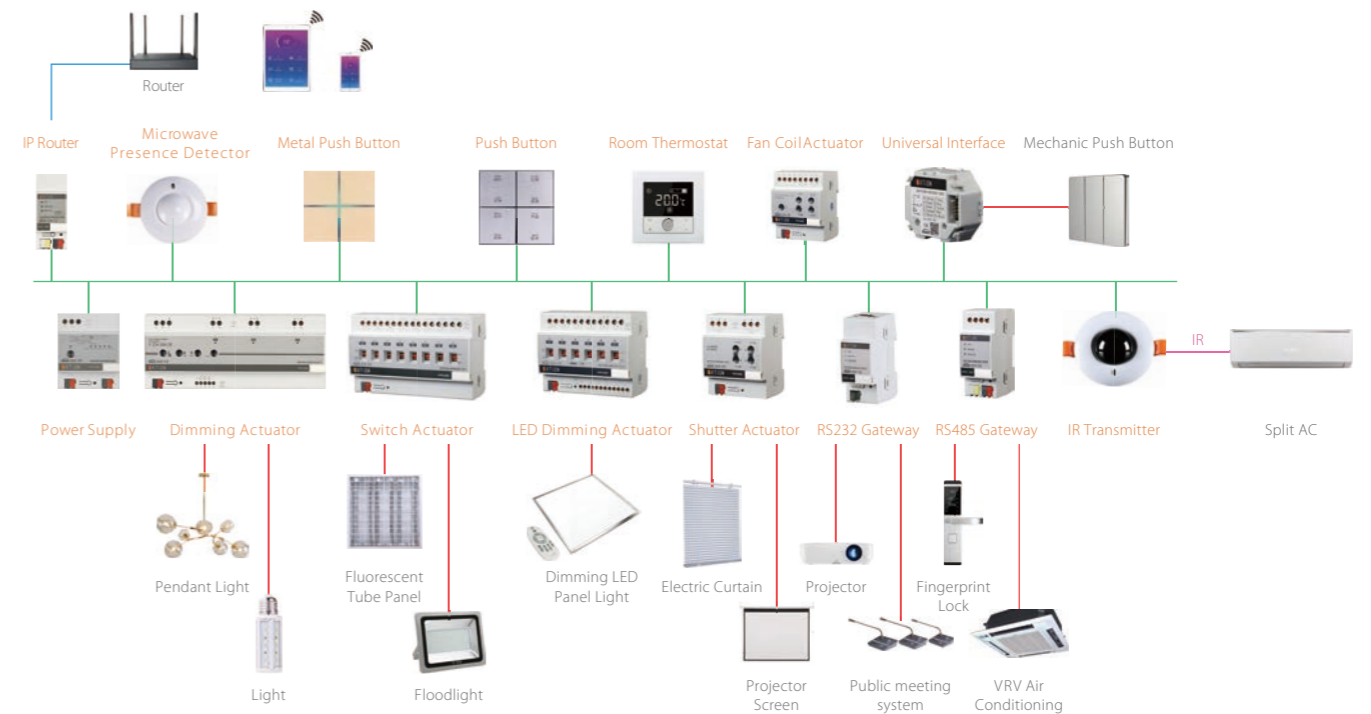 Router
IP Router
Microwave
Presence Detector
Metal Push Button
Push Button
Room Thermostat
Fan CoilActuator
Universal Interface
Mechanic Push Button
20.0
IR
Power Supply
Dimming Actuator
Switch Actuator
LED Dimming Actuator
Shutter Actuator
RS232 Gateway
RS485 Gateway
IR Transmitter
Split AC
Pendant Light
Fluorescent
Tube Panel
Dimming LED
Panel Light
Electric Curtain
Projector
Fingerprint
Lock
Light
Floodlight
Projector
Screen
Public meeting
system
VRV Air
Conditioning